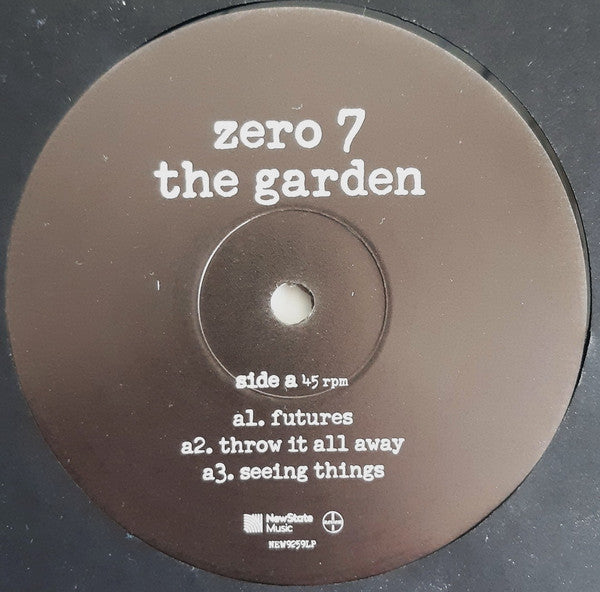 zero 7
the garden
side a 45 rpm
a1. futures
a2. throw it all away
a3. seeing things
NewState
Music
NEW9259LP